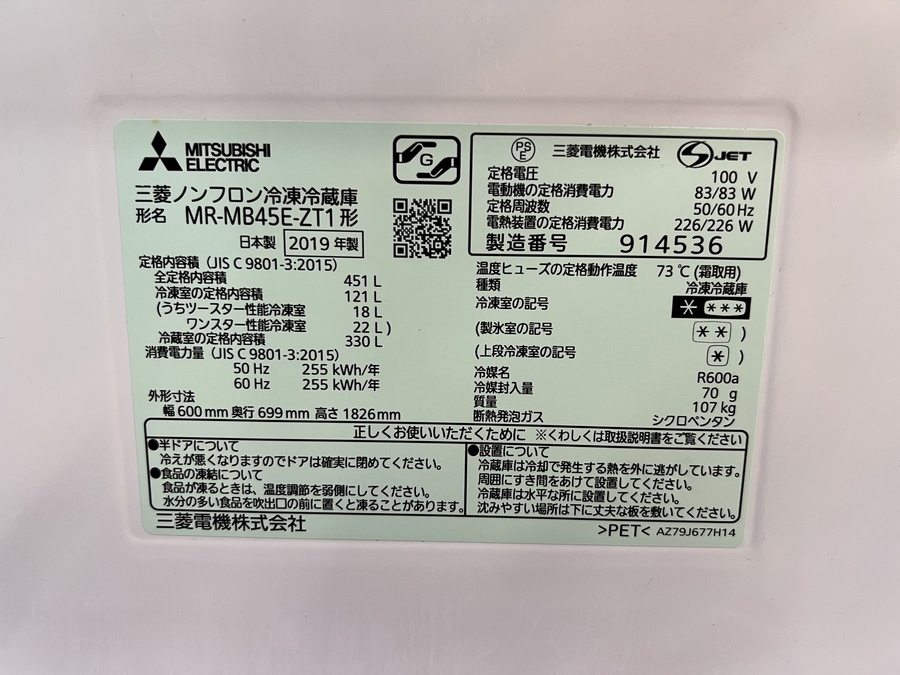 MITSUBISHI
ELECTRIC
三菱ノンフロン冷凍冷蔵庫
形名 MR-MB45E-ZT1形
日本製 2019年製
定格内容積 (JIS C 9801-3:2015)
全定格内容積 451 L
冷凍室の定格内容積 121 L
(うちツースター性能冷凍室 18 L
ワンスター性能冷凍室 22 L)
冷蔵室の定格内容積 330 L
消費電力量 (JIS C 9801-3:2015)
50 Hz 255 kWh/年
60 Hz 255 kWh/年
外形寸法
幅 600 mm 奥行 699 mm 高さ 1826 mm
G
PS
E
三菱電機株式会社
S JET
定格電圧 100 V
電動機の定格消費電力 83/83 W
定格周波数 50/60 Hz
電熱装置の定格消費電力 226/226 W
製造番号 914536
温度ヒューズの定格動作温度 73℃(霜取用)
種類 冷凍冷蔵庫
冷凍室の記号 * ***
(製氷室の記号 ** )
(上段冷凍室の記号 * )
冷媒名 R600a
冷媒封入量 70 g
質量 107 kg
断熱発泡ガス シクロペンタン
正しくお使いいただくために ※くわしくは取扱説明書をご覧ください
●半ドアについて
冷えが悪くなりますのでドアは確実に閉めてください。
●食品の凍結について
食品が凍るときは、温度調節を弱側にしてください。
水分の多い食品を吹出口の前に置くと凍ることがあります。
●設置について
冷蔵庫は冷却で発生する熱を外に逃がしています。
周囲にすき間をあけて設置してください。
冷蔵庫は水平な所に設置してください。
沈みやすい場所は下に丈夫な板を敷いてください。
三菱電機株式会社
>PET< AZ79J677H14